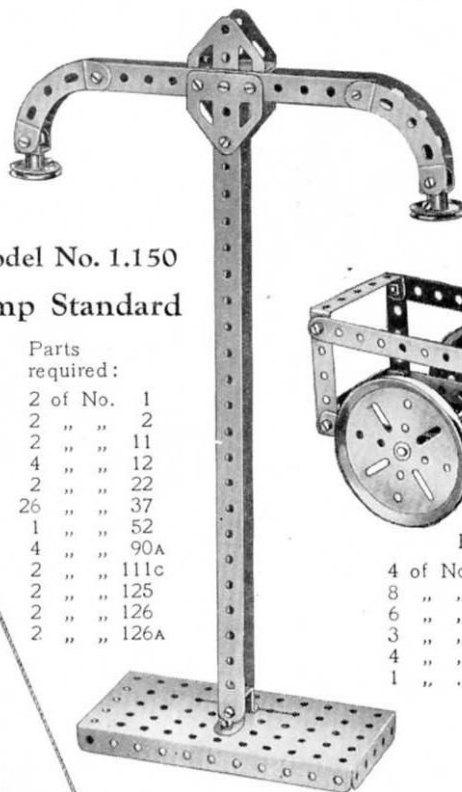 Model No. 1.150
Lamp Standard
Parts
required:
2 of No. 1
2 „ „ 2
2 „ „ 11
4 „ „ 12
2 „ „ 22
26 „ „ 37
1 „ „ 52
4 „ „ 90A
2 „ „ 111c
2 „ „ 125
2 „ „ 126
2 „ „ 126A
4 of No
8 „
6 „
3 „
4 „
1 „